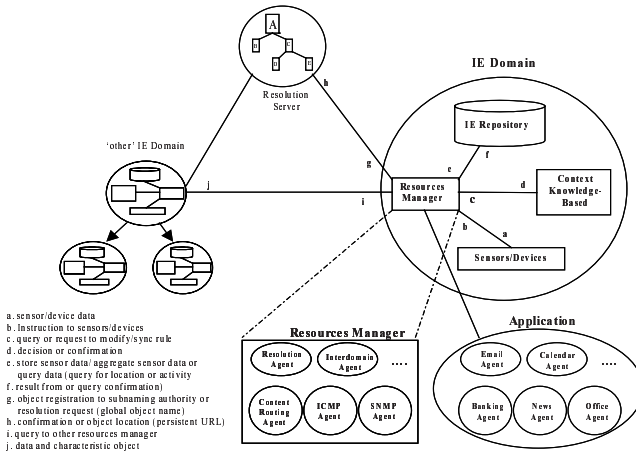 A
B
C
D
E
h
Resolution
Server
IE Domain
IE Repository
'other' IE Domain
g
e
f
j
i
Resources
Manager
c
d
Context
Knowledge-
Based
b
a
Sensors/Devices
a. sensor/device data
b. Instruction to sensors/devices
c. query or request to modify/sync rule
d. decision or confirmation
e. store sensor data/ aggregate sensor data or
query data (query for location or activity)
f. result from or query confirmation)
g. object registration to subnaming authority or
resolution request (global object name)
h. confirmation or object location (persistent URL)
i. query to other resources manager
j. data and characteristic object
Resources Manager
Resolution
Agent
Interdomain
Agent
....
Content
Routing
Agent
ICMP
Agent
SNMP
Agent
Application
Email
Agent
Calendar
Agent
....
Banking
Agent
News
Agent
Office
Agent